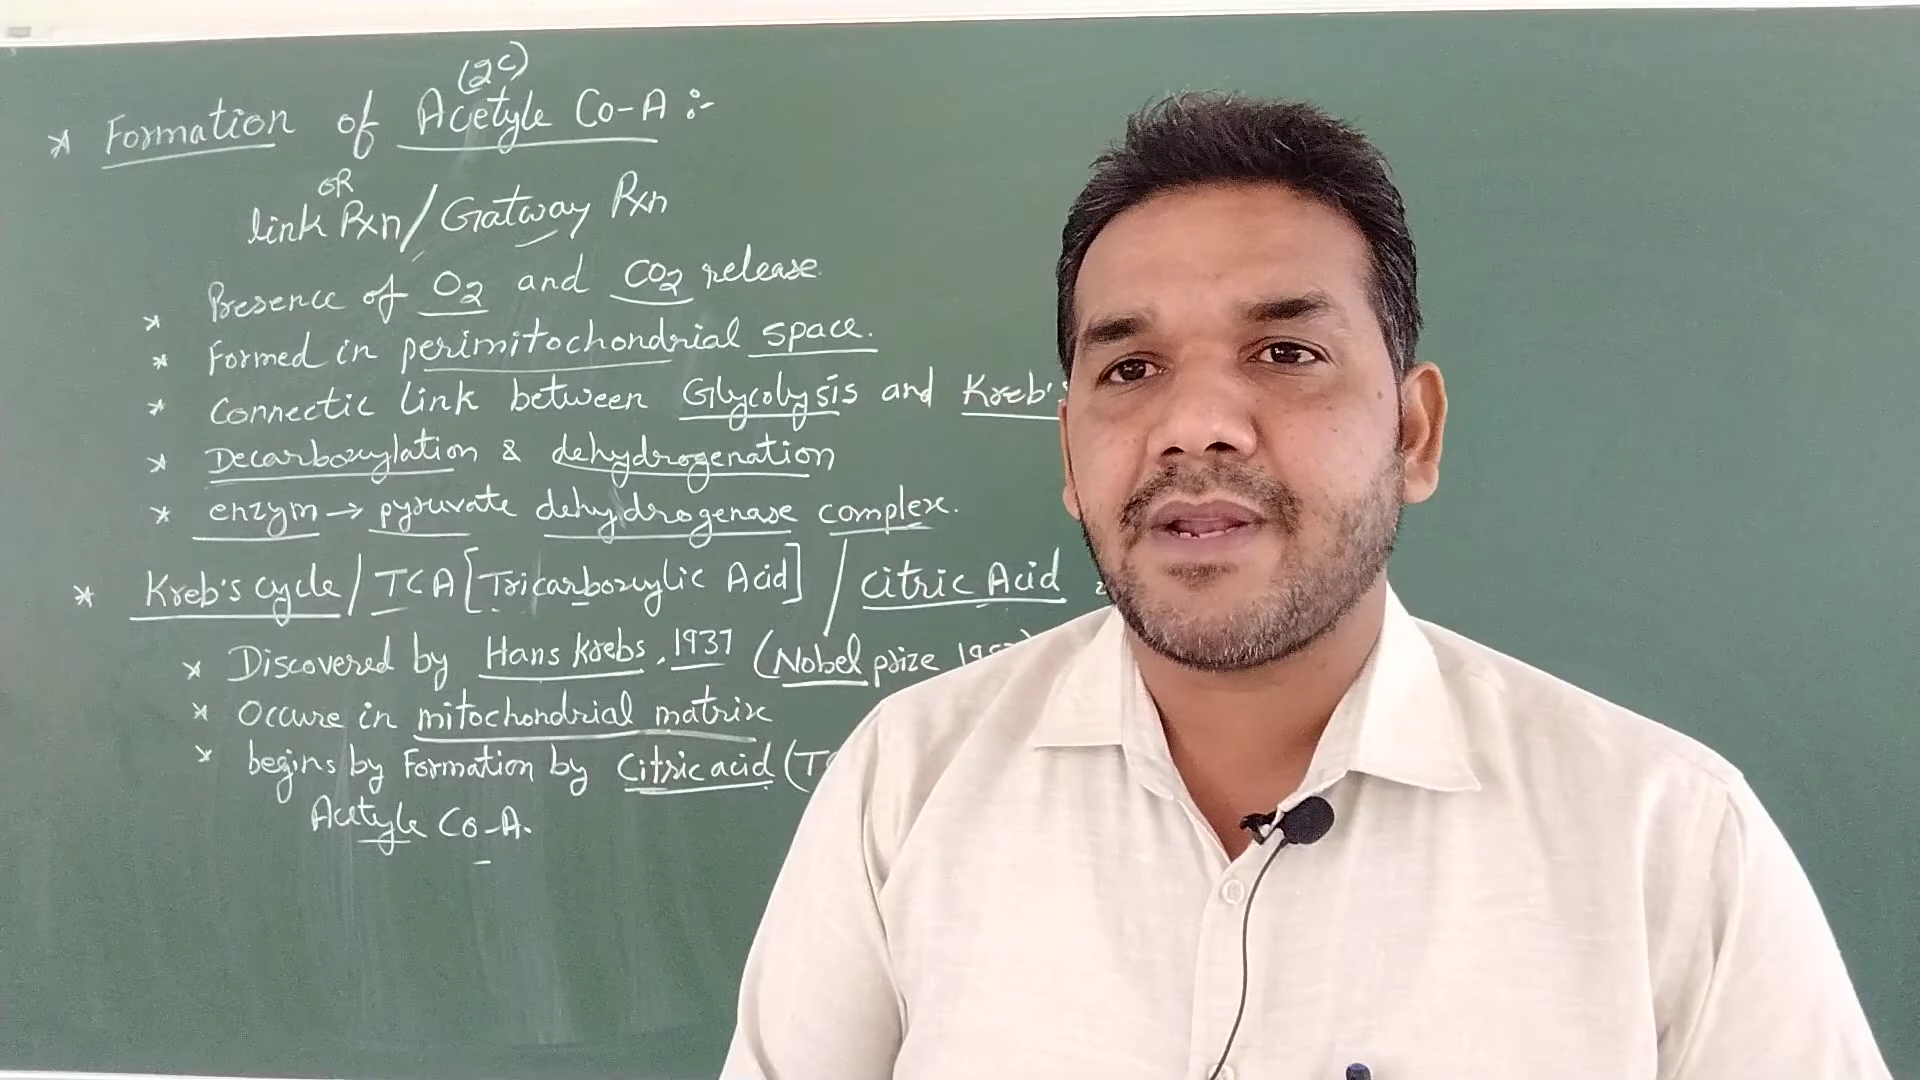 (2C)
* Formation of Acetyle Co-A :-
OR
link Rxn/Gatway Rxn
* Presence of O2 and CO2 release
* Formed in perimitochondrial space.
* Connectic link between Glycolysis and Kreb's
* Decarboxylation & dehydrogenation
* enzym → pyruvate dehydrogenase complex.
* Kreb's cycle/TCA [Tricarboxylic Acid] / Citric Acid
* Discovered by Hans Krebs, 1937 (Nobel prize
* Occure in mitochondrial matrix
* begins by Formation by Citric acid
Acetyle Co-A.